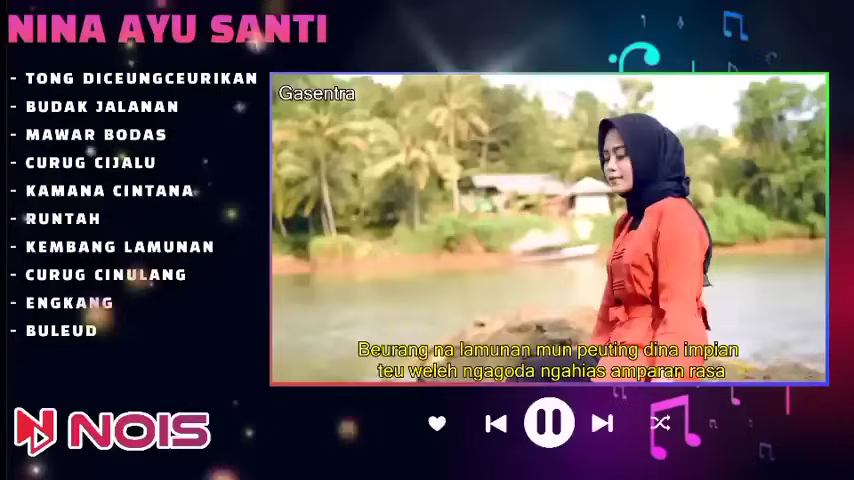 NINA AYU SANTI
- TONG DICEUNGCEURIKAN
- BUDAK JALANAN
- MAWAR BODAS
- CURUG CIJALU
- KAMANA CINTANA
- RUNTAH
- KEMBANG LAMUNAN
- CURUG CINULANG
- ENGKANG
- BULEUD
Gasentra
Beurang na lamunan mun peuting dina impian
teu weleh ngagoda ngahias amparan rasa
NOIS